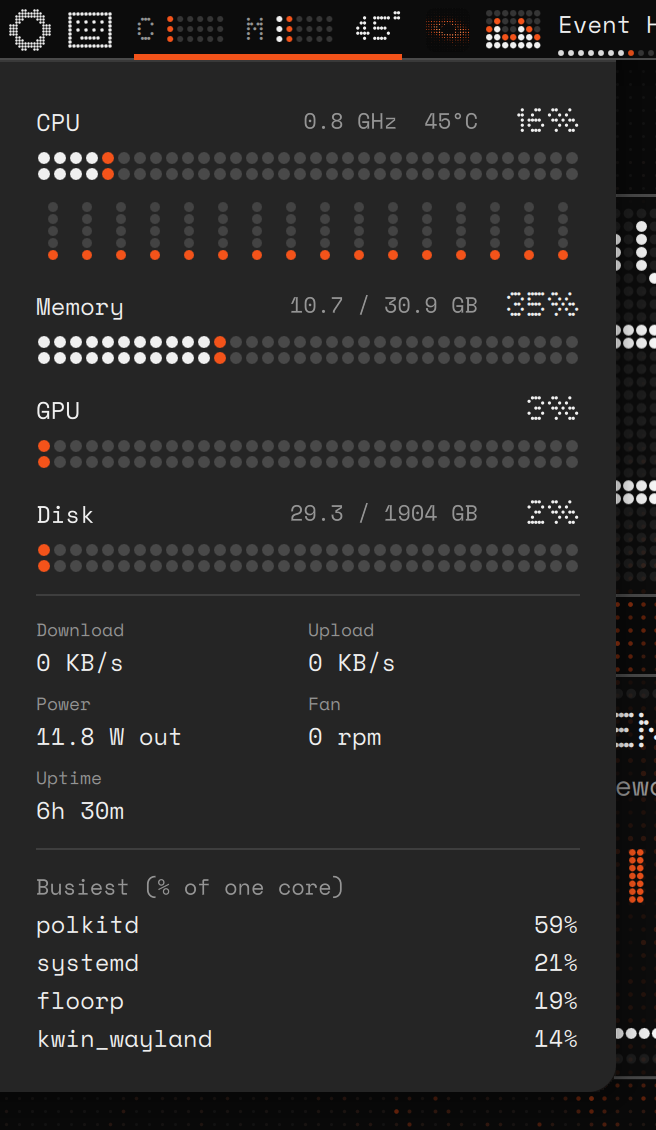 C M 45° Event H
CPU 0.8 GHz 45°C 16%
Memory 10.7 / 30.9 GB 35%
GPU 3%
Disk 29.3 / 1904 GB 2%
Download Upload
0 KB/s 0 KB/s
Power Fan
11.8 W out 0 rpm
Uptime
6h 30m
Busiest (% of one core)
polkitd 59%
systemd 21%
floorp 19%
kwin_wayland 14%